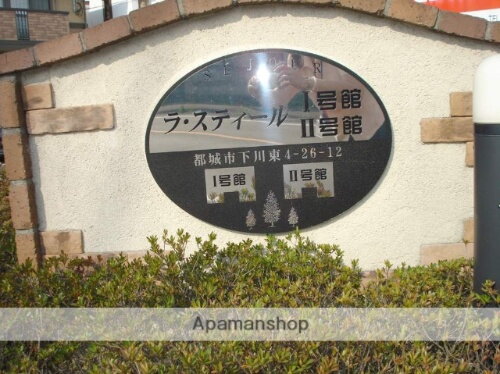 SEJOUR
ラ・スティール
I号館
II号館
都城市下川東4-26-12
I号館
II号館
Apamanshop